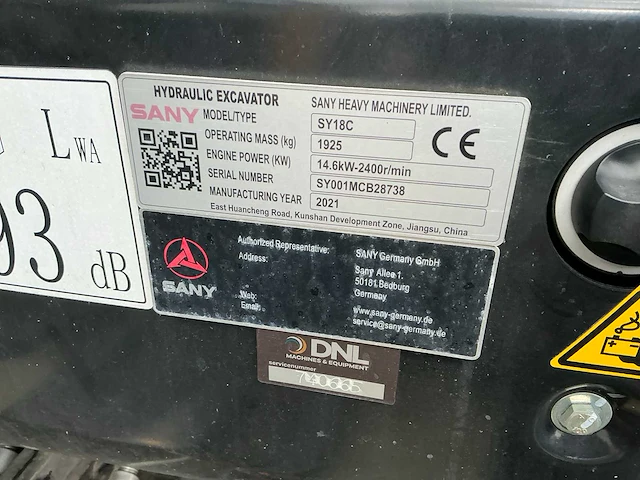 LWA
93
dB
HYDRAULIC EXCAVATOR
SANY HEAVY MACHINERY LIMITED.
SANY
MODEL/TYPE
SY18C
OPERATING MASS (kg)
1925
ENGINE POWER (KW)
14.6kW-2400r/min
SERIAL NUMBER
SY001MCB28738
MANUFACTURING YEAR
2021
East Huancheng Road, Kunshan Development Zone, Jiangsu, China
CE
SANY
Authorized Representative:
SANY Germany GmbH
Address:
Sany Allee 1,
50181 Bedburg
Germany
Web:
www.sany-germany.de
Email:
service@sany-germany.de
DNL
MACHINES & EQUIPMENT
servicenummer